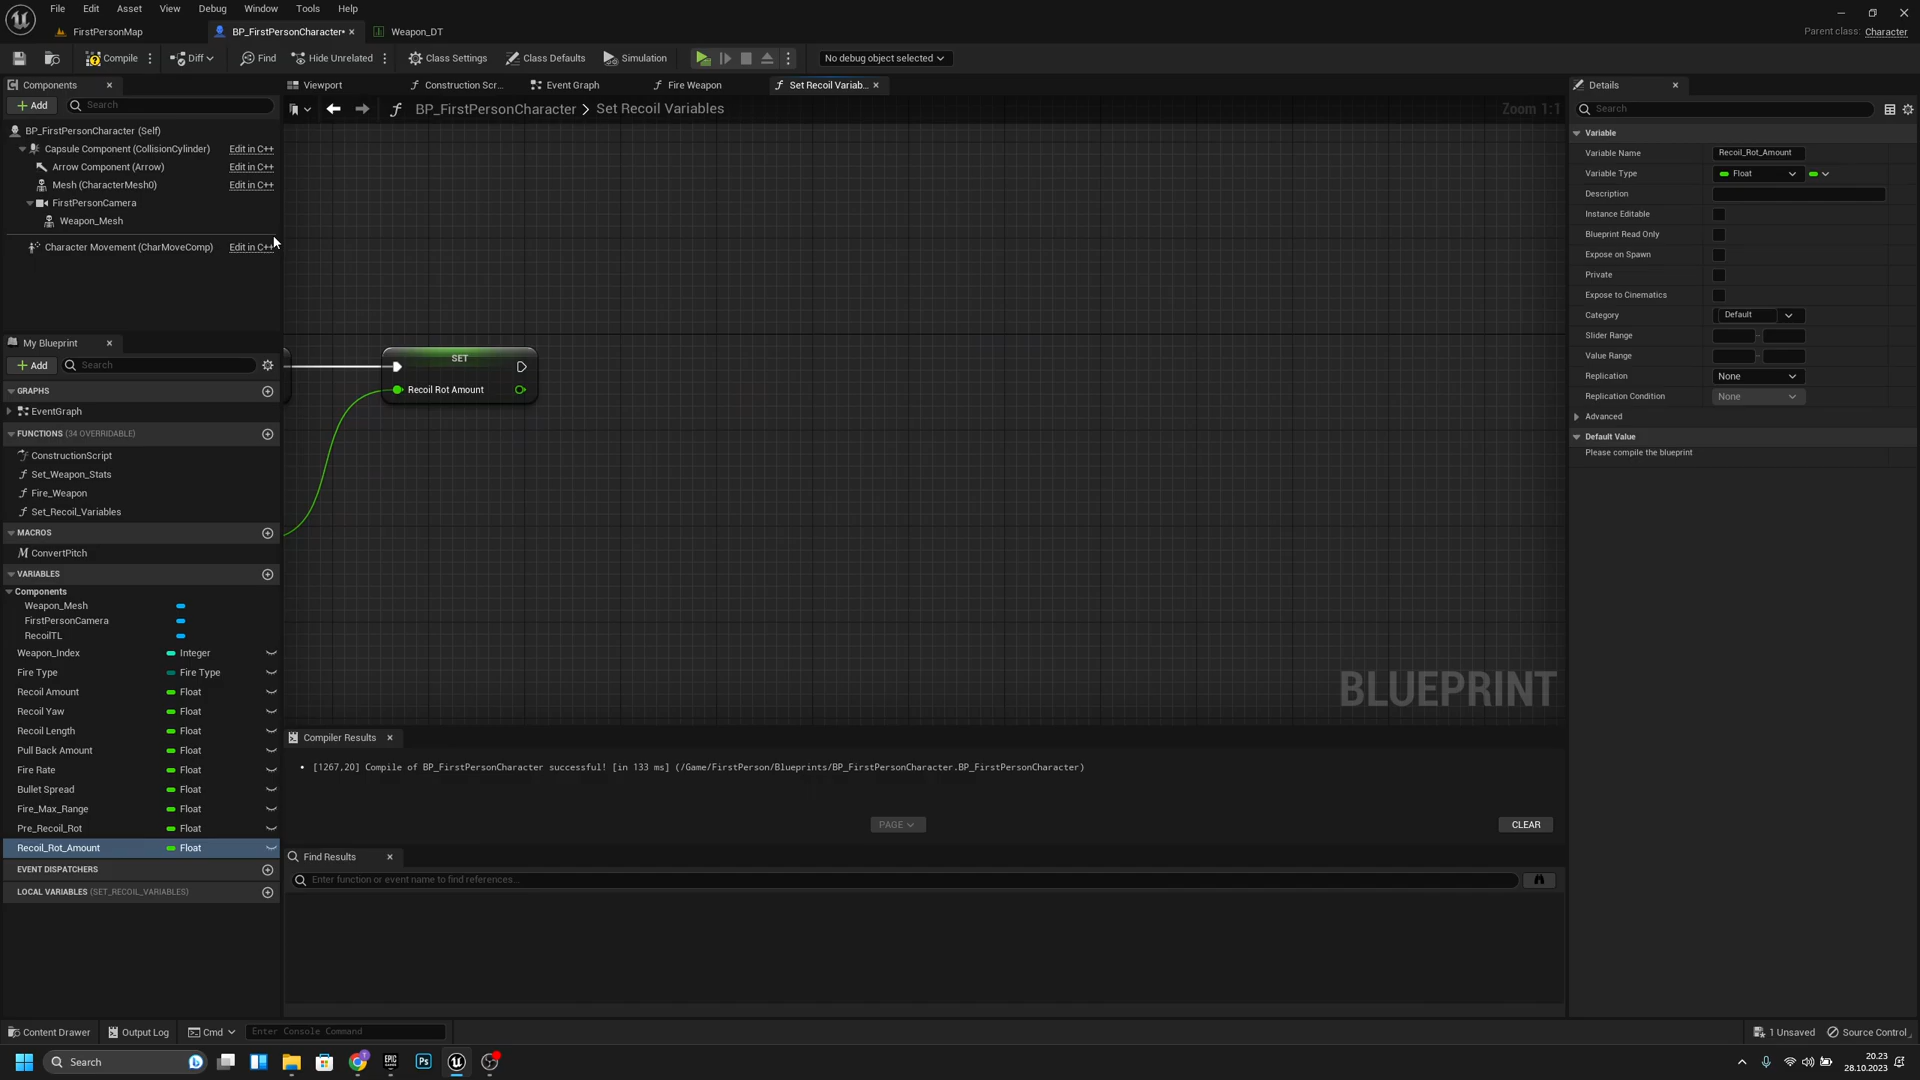 File Edit Asset View Debug Window Tools Help
FirstPersonMap BP_FirstPersonCharacter• Weapon_DT Parent class: Character
Compile Diff Find Hide Unrelated Class Settings Class Defaults Simulation No debug object selected
Components Viewport Construction Scr... Event Graph Fire Weapon Set Recoil Variab... Details
Add Search BP_FirstPersonCharacter Set Recoil Variables Zoom 1:1 Search
BP_FirstPersonCharacter (Self)
Capsule Component (CollisionCylinder) Edit in C++
Arrow Component (Arrow) Edit in C++
Mesh (CharacterMesh0) Edit in C++
FirstPersonCamera
Weapon_Mesh
Character Movement (CharMoveComp) Edit in C++
My Blueprint
Add Search
GRAPHS
EventGraph
FUNCTIONS (34 OVERRIDABLE)
ConstructionScript
Set_Weapon_Stats
Fire_Weapon
Set_Recoil_Variables
MACROS
ConvertPitch
VARIABLES
Components
Weapon_Mesh
FirstPersonCamera
RecoilTL
Weapon_Index Integer
Fire Type Fire Type
Recoil Amount Float
Recoil Yaw Float
Recoil Length Float
Pull Back Amount Float
Fire Rate Float
Bullet Spread Float
Fire_Max_Range Float
Pre_Recoil_Rot Float
Recoil_Rot_Amount Float
EVENT DISPATCHERS
LOCAL VARIABLES (SET_RECOIL_VARIABLES)
SET
Recoil Rot Amount
BLUEPRINT
Compiler Results
• [1267,20] Compile of BP_FirstPersonCharacter successful! [in 133 ms] (/Game/FirstPerson/Blueprints/BP_FirstPersonCharacter.BP_FirstPersonCharacter)
PAGE CLEAR
Find Results
Enter function or event name to find references...
Variable
Variable Name Recoil_Rot_Amount
Variable Type Float
Description
Instance Editable
Blueprint Read Only
Expose on Spawn
Private
Expose to Cinematics
Category Default
Slider Range
Value Range
Replication None
Replication Condition None
Advanced
Default Value
Please compile the blueprint
Content Drawer Output Log Cmd Enter Console Command 1 Unsaved Source Control
Search EPIC GAMES Ps 20.23
28.10.2023